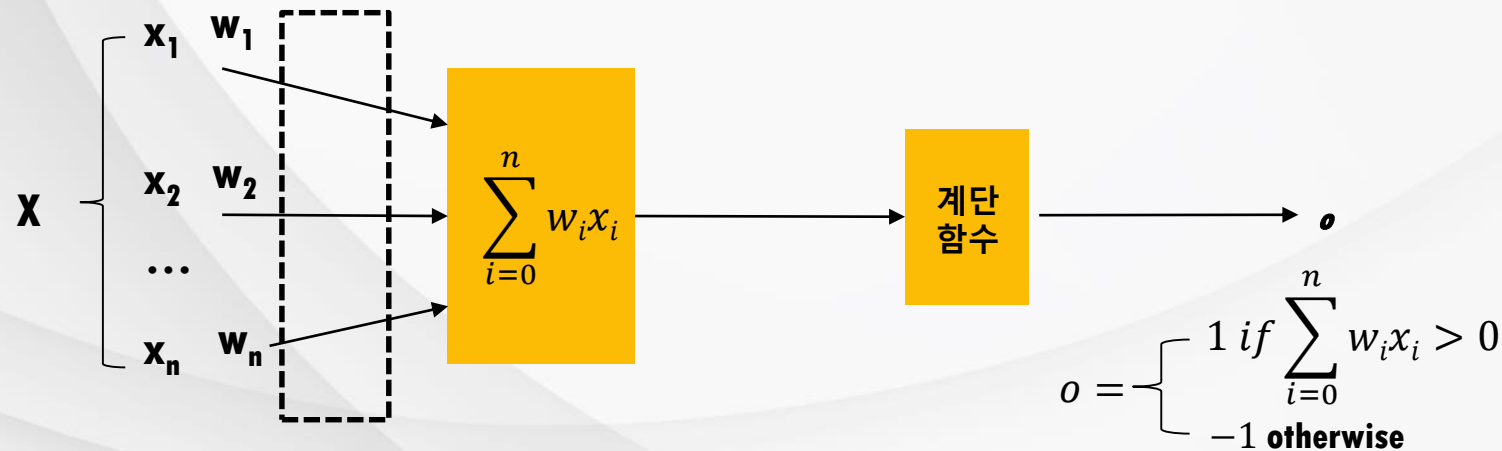 x₁ w₁
x₂ w₂
X
...
xₙ wₙ
n
∑ wᵢxᵢ
i=0
계단
함수
o
o = { 1 if n
∑ wᵢxᵢ > 0
i=0
−1 otherwise